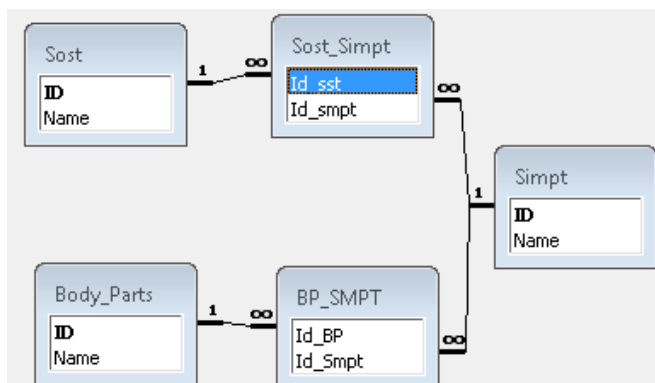 Sost
ID
Name
1
∞
Sost_Simpt
Id_sst
Id_smpt
∞
1
Simpt
ID
Name
Body_Parts
ID
Name
1
∞
BP_SMPT
Id_BP
Id_Smpt
∞